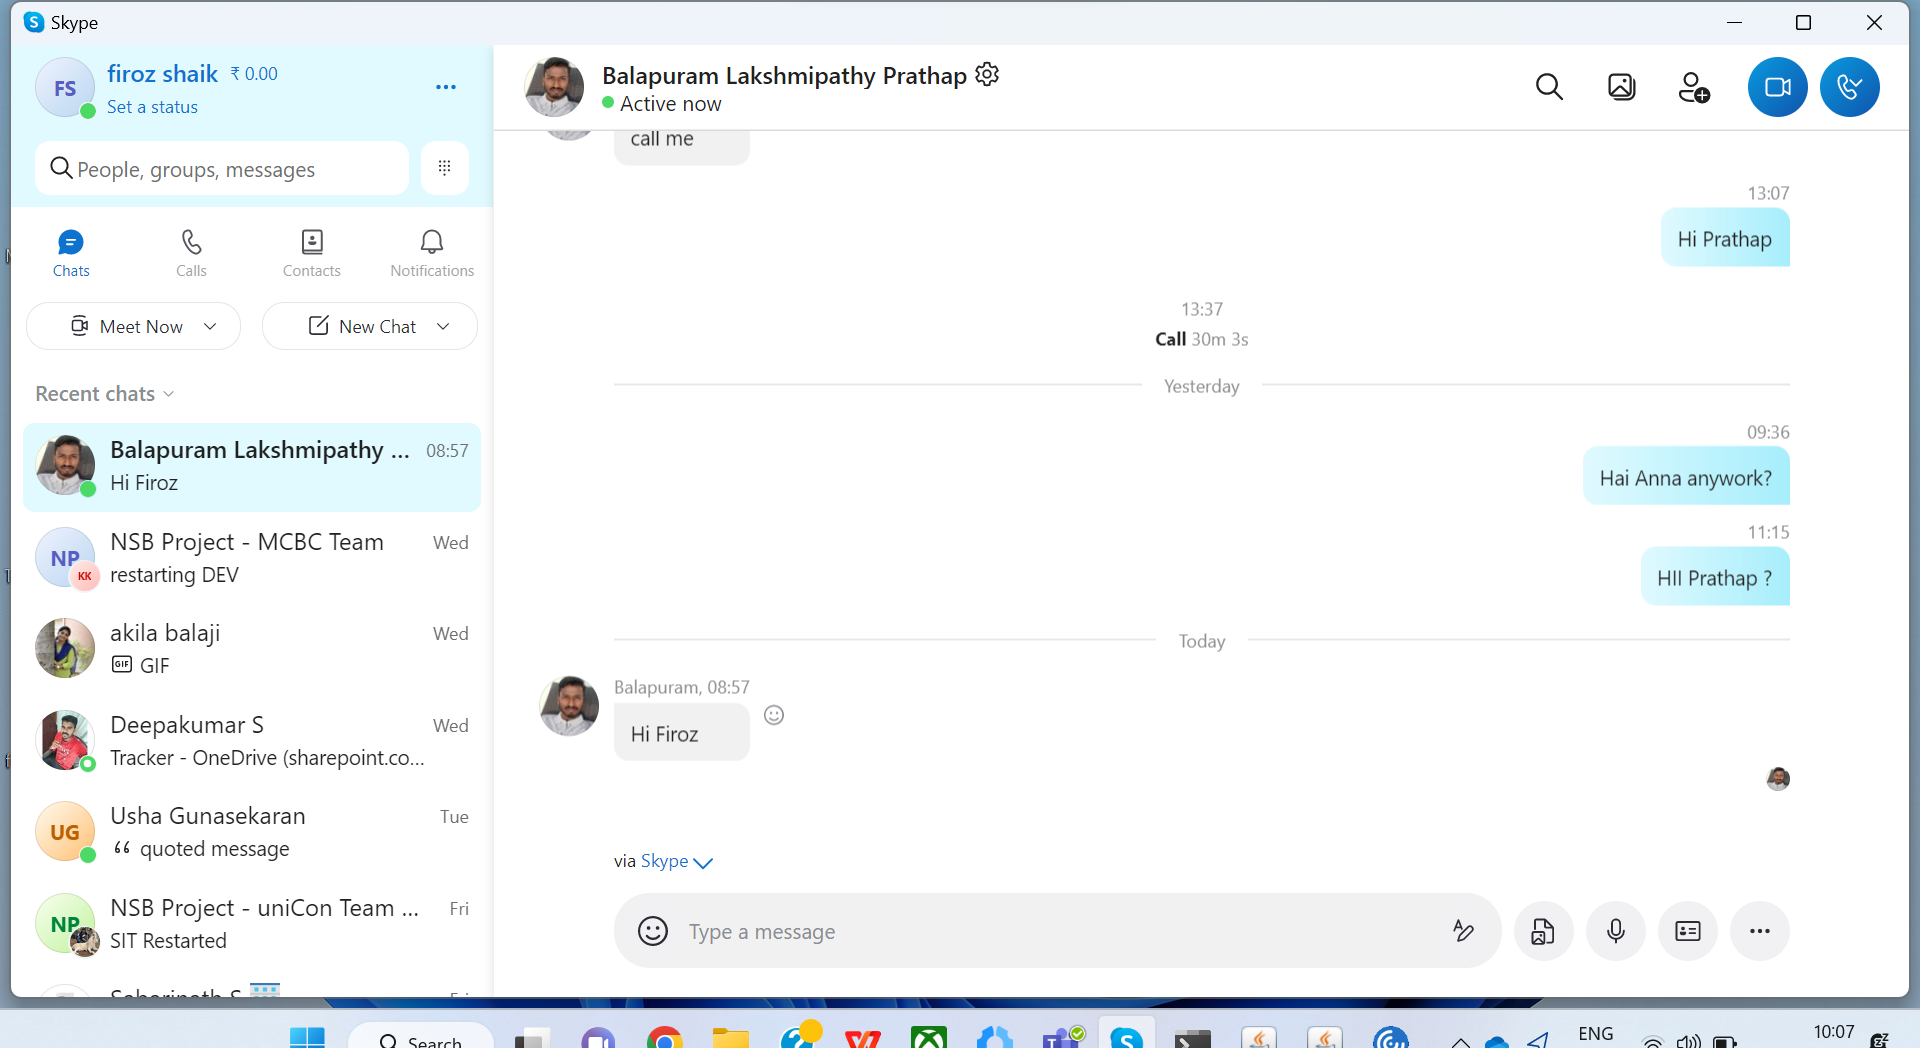 Skype
FS
firoz shaik ₹ 0.00
Set a status
People, groups, messages
Chats
Calls
Contacts
Notifications
Meet Now
New Chat
Recent chats
Balapuram Lakshmipathy ... 08:57
Hi Firoz
NP
KK
NSB Project - MCBC Team Wed
restarting DEV
akila balaji Wed
GIF GIF
Deepakumar S Wed
Tracker - OneDrive (sharepoint.co...
UG
Usha Gunasekaran Tue
quoted message
NP
NSB Project - uniCon Team ... Fri
SIT Restarted
Balapuram Lakshmipathy Prathap
Active now
call me
13:07
Hi Prathap
13:37
Call 30m 3s
Yesterday
09:36
Hai Anna anywork?
11:15
HII Prathap ?
Today
Balapuram, 08:57
Hi Firoz
via Skype
Type a message
Search
ENG
10:07